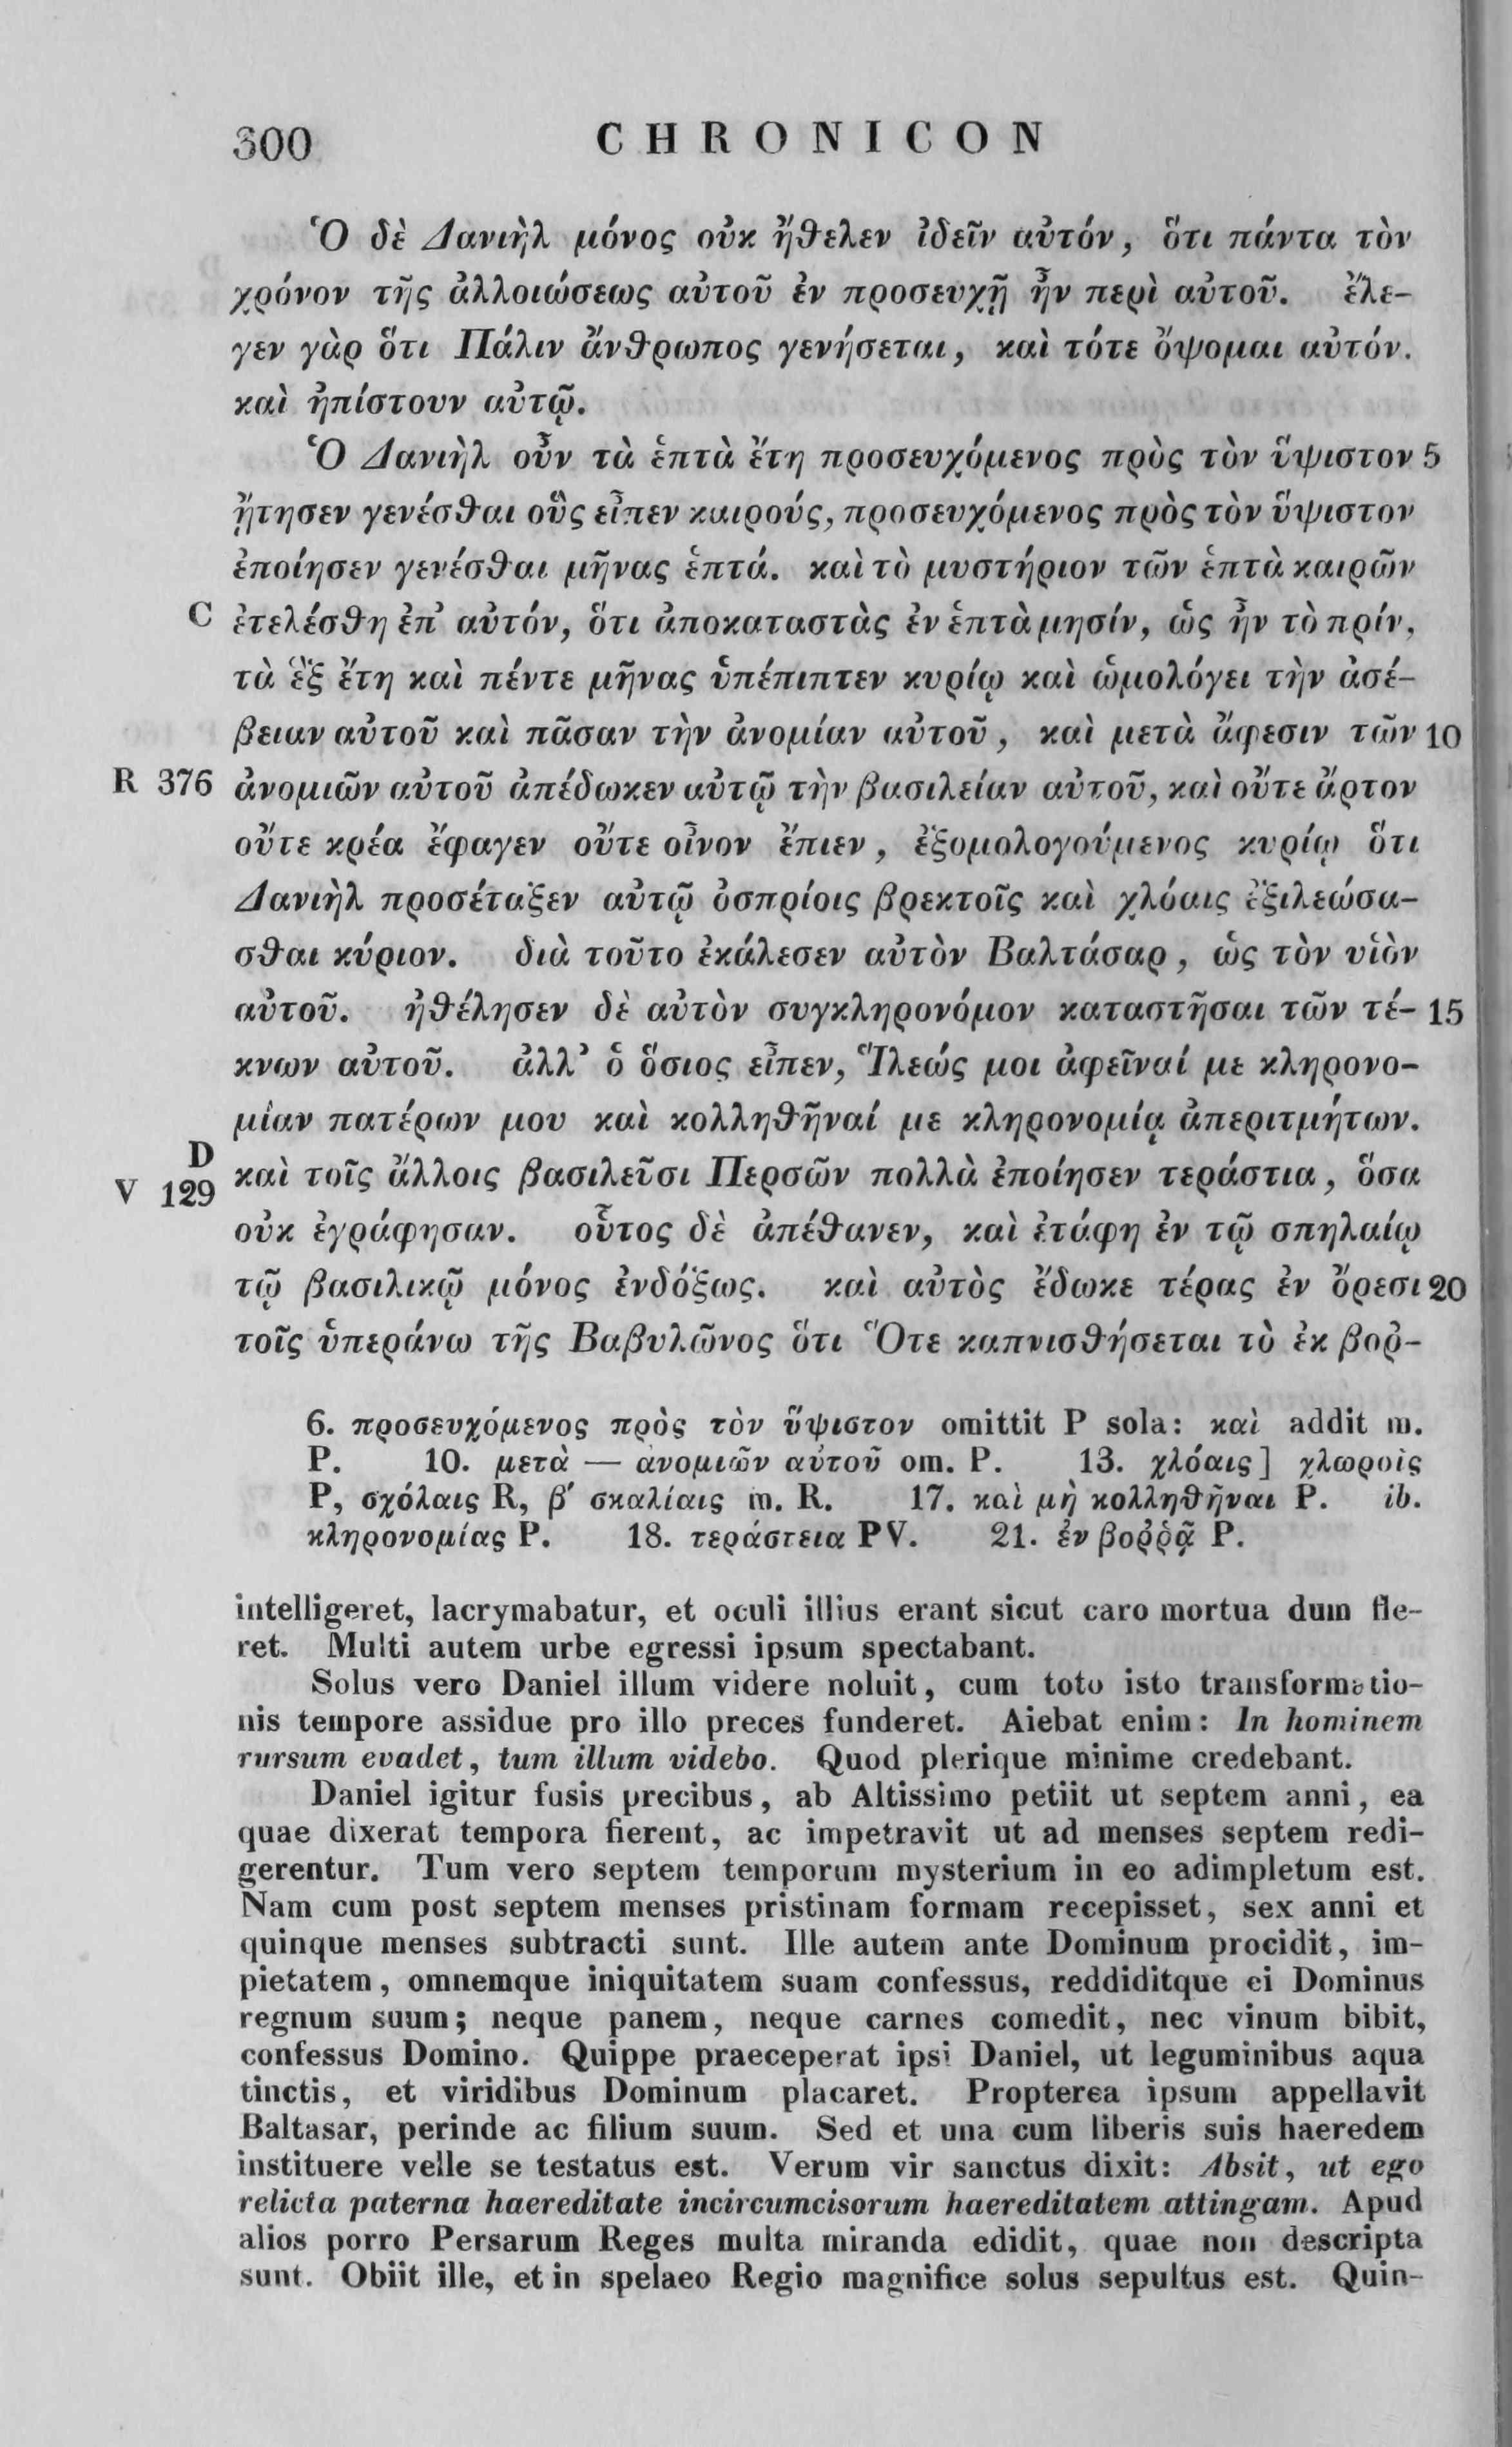 300 CHRONICON
Ὁ δὲ Δανιὴλ μόνος οὐκ ἤθελεν ἰδεῖν αὐτόν, ὅτι πάντα τὸν
χρόνον τῆς ἀλλοιώσεως αὐτοῦ ἐν προσευχῇ ἦν περὶ αὐτοῦ. ἔλε-
γεν γὰρ ὅτι Πάλιν ἄνθρωπος γενήσεται, καὶ τότε ὄψομαι αὐτόν.
καὶ ἠπίστουν αὐτῷ.
Ὁ Δανιὴλ οὖν τὰ ἑπτὰ ἔτη προσευχόμενος πρὸς τὸν ὕψιστον 5
ᾔτησεν γενέσθαι οὓς εἶπεν καιρούς, προσευχόμενος πρὸς τὸν ὕψιστον
ἐποίησεν γενέσθαι μῆνας ἑπτά. καὶ τὸ μυστήριον τῶν ἑπτὰ καιρῶν
C ἐτελέσθη ἐπ’ αὐτόν, ὅτι ἀποκαταστὰς ἐν ἑπτὰ μησίν, ὡς ἦν τὸ πρίν,
τὰ ἓξ ἔτη καὶ πέντε μῆνας ὑπέπιπτεν κυρίῳ καὶ ὡμολόγει τὴν ἀσέ-
βειαν αὐτοῦ καὶ πᾶσαν τὴν ἀνομίαν αὐτοῦ, καὶ μετὰ ἄφεσιν τῶν 10
R 376 ἀνομιῶν αὐτοῦ ἀπέδωκεν αὐτῷ τὴν βασιλείαν αὐτοῦ, καὶ οὔτε ἄρτον
οὔτε κρέα ἔφαγεν οὔτε οἶνον ἔπιεν, ἐξομολογούμενος κυρίῳ ὅτι
Δανιὴλ προσέταξεν αὐτῷ ὀσπρίοις βρεκτοῖς καὶ χλόαις ἐξιλεώσα-
σθαι κύριον. διὰ τοῦτο ἐκάλεσεν αὐτὸν Βαλτάσαρ, ὡς τὸν υἱὸν
αὐτοῦ. ἠθέλησεν δὲ αὐτὸν συγκληρονόμον καταστῆσαι τῶν τέ- 15
κνων αὐτοῦ. ἀλλ’ ὁ ὅσιος εἶπεν, Ἵλεώς μοι ἀφεῖναί με κληρονο-
μίαν πατέρων μου καὶ κολληθῆναί με κληρονομίᾳ ἀπεριτμήτων.
D
V 129 καὶ τοῖς ἄλλοις βασιλεῦσι Περσῶν πολλὰ ἐποίησεν τεράστια, ὅσα
οὐκ ἐγράφησαν. οὗτος δὲ ἀπέθανεν, καὶ ἐτάφη ἐν τῷ σπηλαίῳ
τῷ βασιλικῷ μόνος ἐνδόξως. καὶ αὐτὸς ἔδωκε τέρας ἐν ὄρεσι 20
τοῖς ὑπεράνω τῆς Βαβυλῶνος ὅτι Ὅτε καπνισθήσεται τὸ ἐκ βοῤ-
6. προσευχόμενος πρὸς τὸν ὕψιστον omittit P sola: καὶ addit m.
P. 10. μετὰ — ἀνομιῶν αὐτοῦ om. P. 13. χλόαις] χλωροῖς
P, σχόλαις R, β′ σκαλίαις m. R. 17. καὶ μὴ κολληθῆναι P. ib.
κληρονομίας P. 18. τεράστεια PV. 21. ἐν βοῤῥᾷ P.
intelligeret, lacrymabatur, et oculi illius erant sicut caro mortua dum fle-
ret. Multi autem urbe egressi ipsum spectabant.
Solus vero Daniel illum videre noluit, cum toto isto transformatio-
nis tempore assidue pro illo preces funderet. Aiebat enim: In hominem
rursum evadet, tum illum videbo. Quod plerique minime credebant.
Daniel igitur fusis precibus, ab Altissimo petiit ut septem anni, ea
quae dixerat tempora fierent, ac impetravit ut ad menses septem redi-
gerentur. Tum vero septem temporum mysterium in eo adimpletum est.
Nam cum post septem menses pristinam formam recepisset, sex anni et
quinque menses subtracti sunt. Ille autem ante Dominum procidit, im-
pietatem, omnemque iniquitatem suam confessus, reddiditque ei Dominus
regnum suum; neque panem, neque carnes comedit, nec vinum bibit,
confessus Domino. Quippe praeceperat ipsi Daniel, ut leguminibus aqua
tinctis, et viridibus Dominum placaret. Propterea ipsum appellavit
Baltasar, perinde ac filium suum. Sed et una cum liberis suis haeredem
instituere velle se testatus est. Verum vir sanctus dixit: Absit, ut ego
relicta paterna haereditate incircumcisorum haereditatem attingam. Apud
alios porro Persarum Reges multa miranda edidit, quae non descripta
sunt. Obiit ille, et in spelaeo Regio magnifice solus sepultus est. Quin-